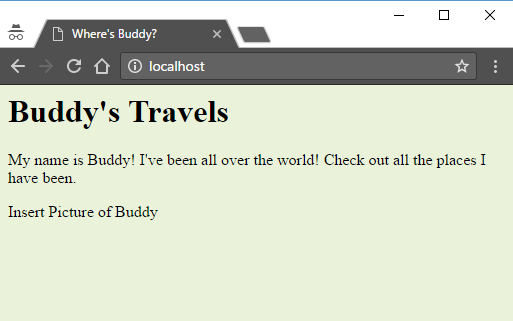 Where's Buddy?
localhost
Buddy's Travels
My name is Buddy! I've been all over the world! Check out all the places I
have been.
Insert Picture of Buddy